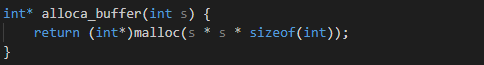 int* alloca_buffer(int s) {
    return (int*)malloc(s * s * sizeof(int));
}